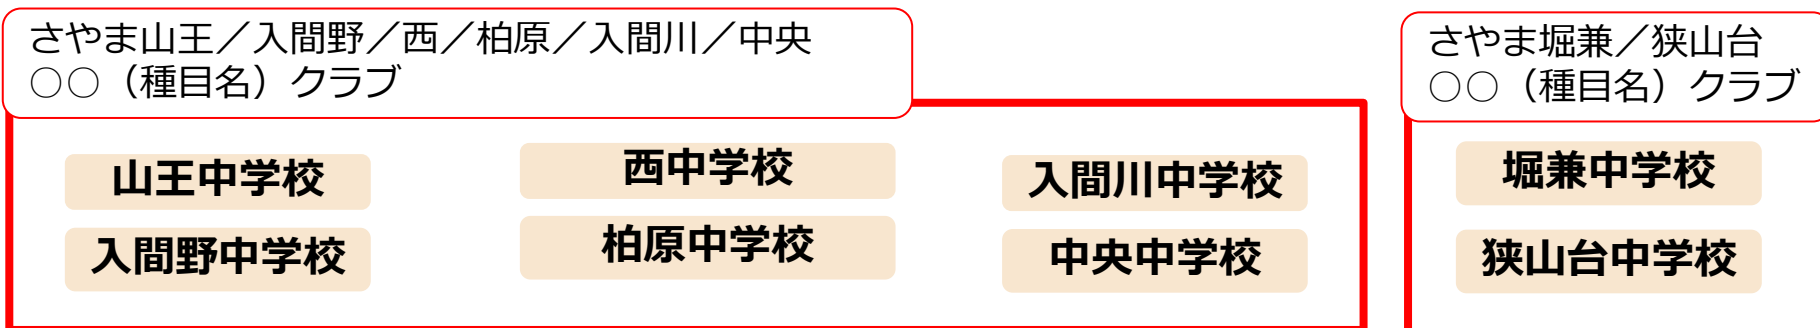 さやま山王／入間野／西／柏原／入間川／中央
○○（種目名）クラブ
山王中学校
入間野中学校
西中学校
柏原中学校
入間川中学校
中央中学校
さやま堀兼／狭山台
○○（種目名）クラブ
堀兼中学校
狭山台中学校